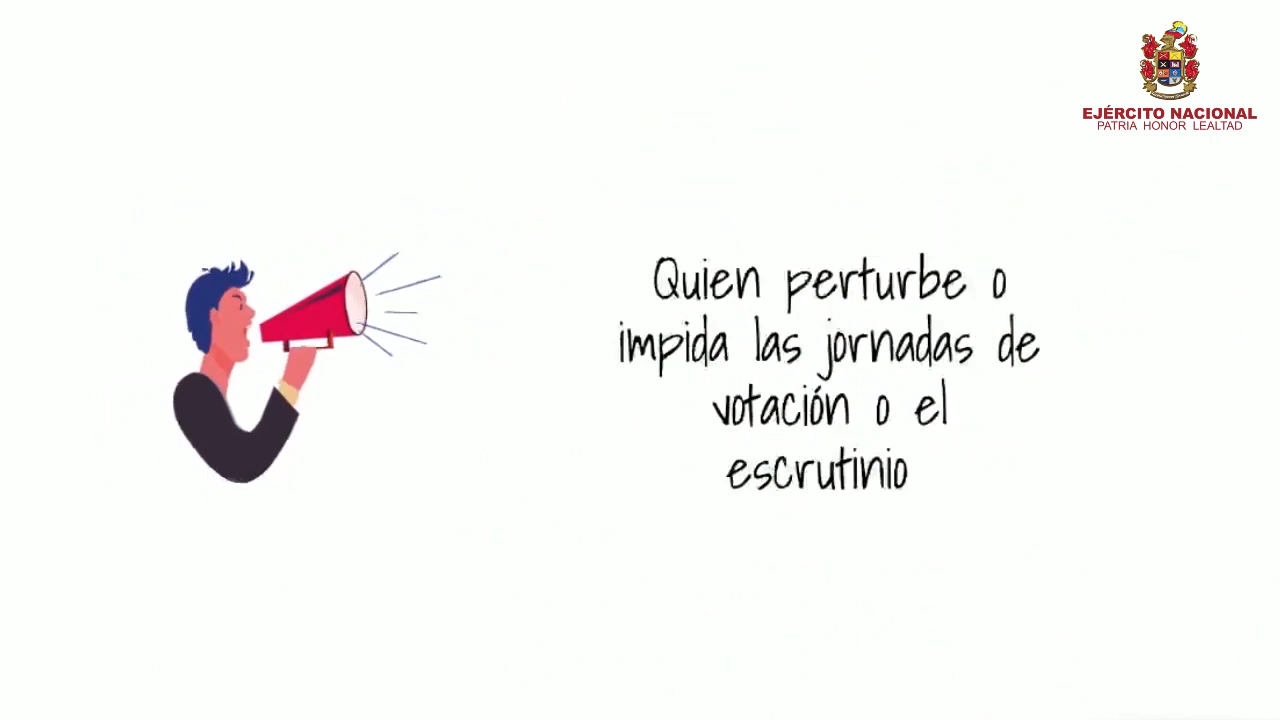 EJÉRCITO NACIONAL
PATRIA HONOR LEALTAD
Quien perturbe o
impida las jornadas de
votación o el
escrutinio